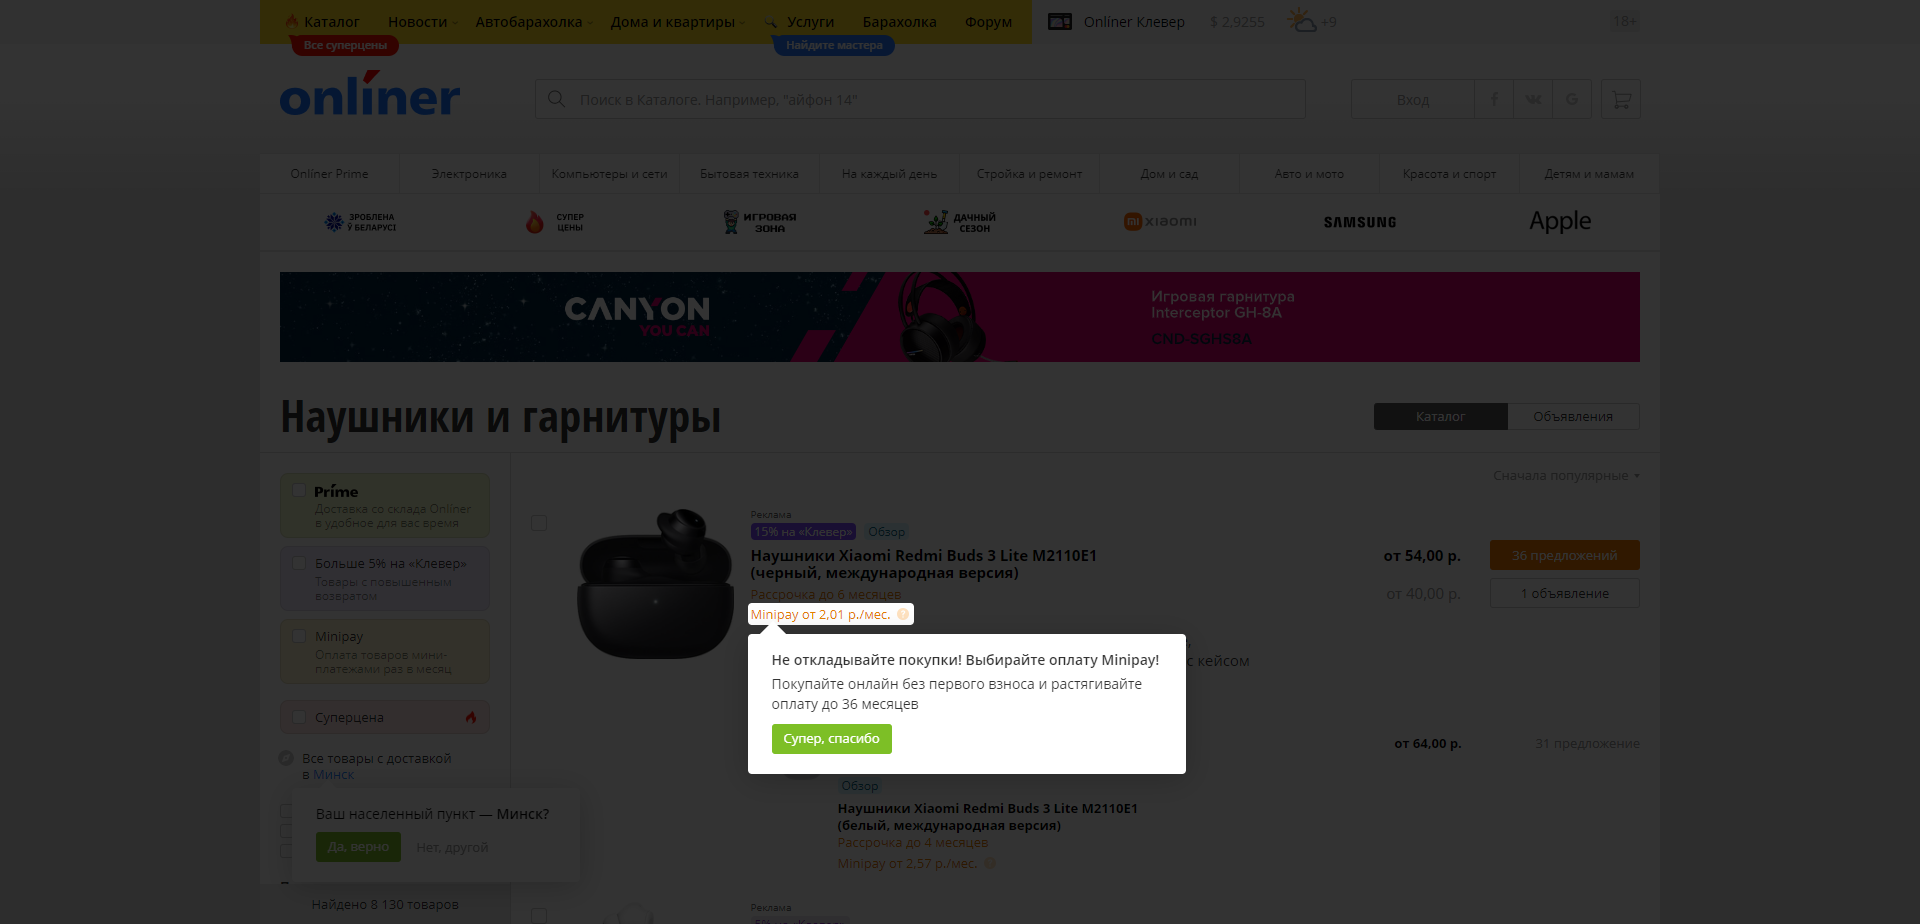 Каталог
Новости
Автобарахолка
Дома и квартиры
Услуги
Барахолка
Форум
Onlíner Клевер
$ 2,9255
+9
18+
Все суперцены
Найдите мастера
onlíner
Поиск в Каталоге. Например, "айфон 14"
Вход
Onlíner Prime
Электроника
Компьютеры и сети
Бытовая техника
На каждый день
Стройка и ремонт
Дом и сад
Авто и мото
Красота и спорт
Детям и мамам
ЗРОБЛЕНА
Ў БЕЛАРУСІ
СУПЕР
ЦЕНЫ
ИГРОВАЯ
ЗОНА
ДАЧНЫЙ
СЕЗОН
xiaomi
SAMSUNG
Apple
CANYON
YOU CAN
Игровая гарнитура
Interceptor GH-8A
CND-SGHS8A
Наушники и гарнитуры
Каталог
Объявления
Сначала популярные
Príme
Доставка со склада Onlíner
в удобное для вас время
Больше 5% на «Клевер»
Товары с повышенным
возвратом
Minipay
Оплата товаров мини-
платежами раз в месяц
Суперцена
Все товары с доставкой
в Минск
Ваш населенный пункт — Минск?
Да, верно
Нет, другой
Найдено 8 130 товаров
Реклама
15% на «Клевер»
Обзор
Наушники Xiaomi Redmi Buds 3 Lite M2110E1
(черный, международная версия)
Рассрочка до 6 месяцев
Minipay от 2,01 р./мес.
от 54,00 р.
36 предложений
от 40,00 р.
1 объявление
с кейсом
Не откладывайте покупки! Выбирайте оплату Minipay!
Покупайте онлайн без первого взноса и растягивайте
оплату до 36 месяцев
Супер, спасибо
от 64,00 р.
31 предложение
Обзор
Наушники Xiaomi Redmi Buds 3 Lite M2110E1
(белый, международная версия)
Рассрочка до 4 месяцев
Minipay от 2,57 р./мес.
Реклама
5% на «Клевер»